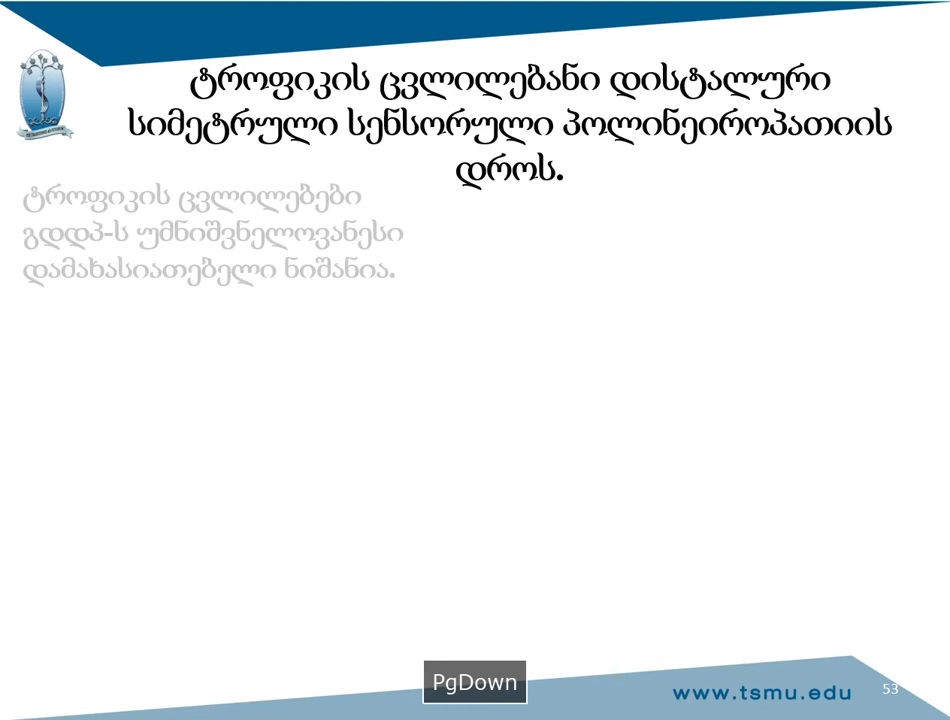 ტროფიკის ცვლილებანი დისტალური
სიმეტრული სენსორული პოლინეიროპათიის
დროს.
ტროფიკის ცვლილებები
გდდპ-ს უმნიშვნელოვანესი
დამახასიათებელი ნიშანია.
PgDown
www.tsmu.edu
53